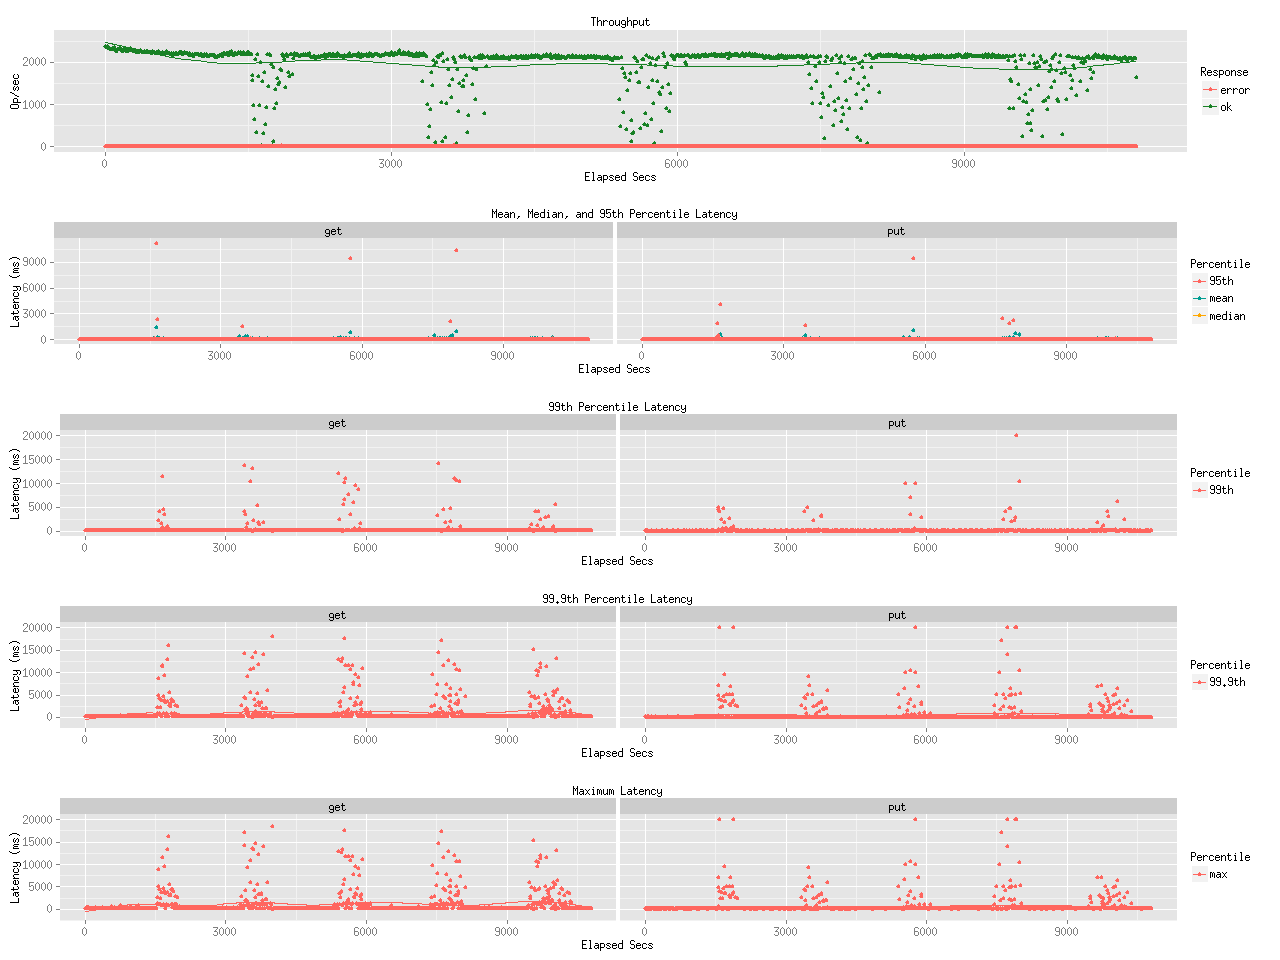 Throughput
2000
1000
0
Op/sec
0 3000 6000 9000
Elapsed Secs
Response
error
ok
Mean, Median, and 95th Percentile Latency
get put
9000
6000
3000
0
Latency (ms)
0 3000 6000 9000 0 3000 6000 9000
Elapsed Secs
Percentile
95th
mean
median
99th Percentile Latency
get put
20000
15000
10000
5000
0
Latency (ms)
0 3000 6000 9000 0 3000 6000 9000
Elapsed Secs
Percentile
99th
99.9th Percentile Latency
get put
20000
15000
10000
5000
0
Latency (ms)
0 3000 6000 9000 0 3000 6000 9000
Elapsed Secs
Percentile
99.9th
Maximum Latency
get put
20000
15000
10000
5000
0
Latency (ms)
0 3000 6000 9000 0 3000 6000 9000
Elapsed Secs
Percentile
max